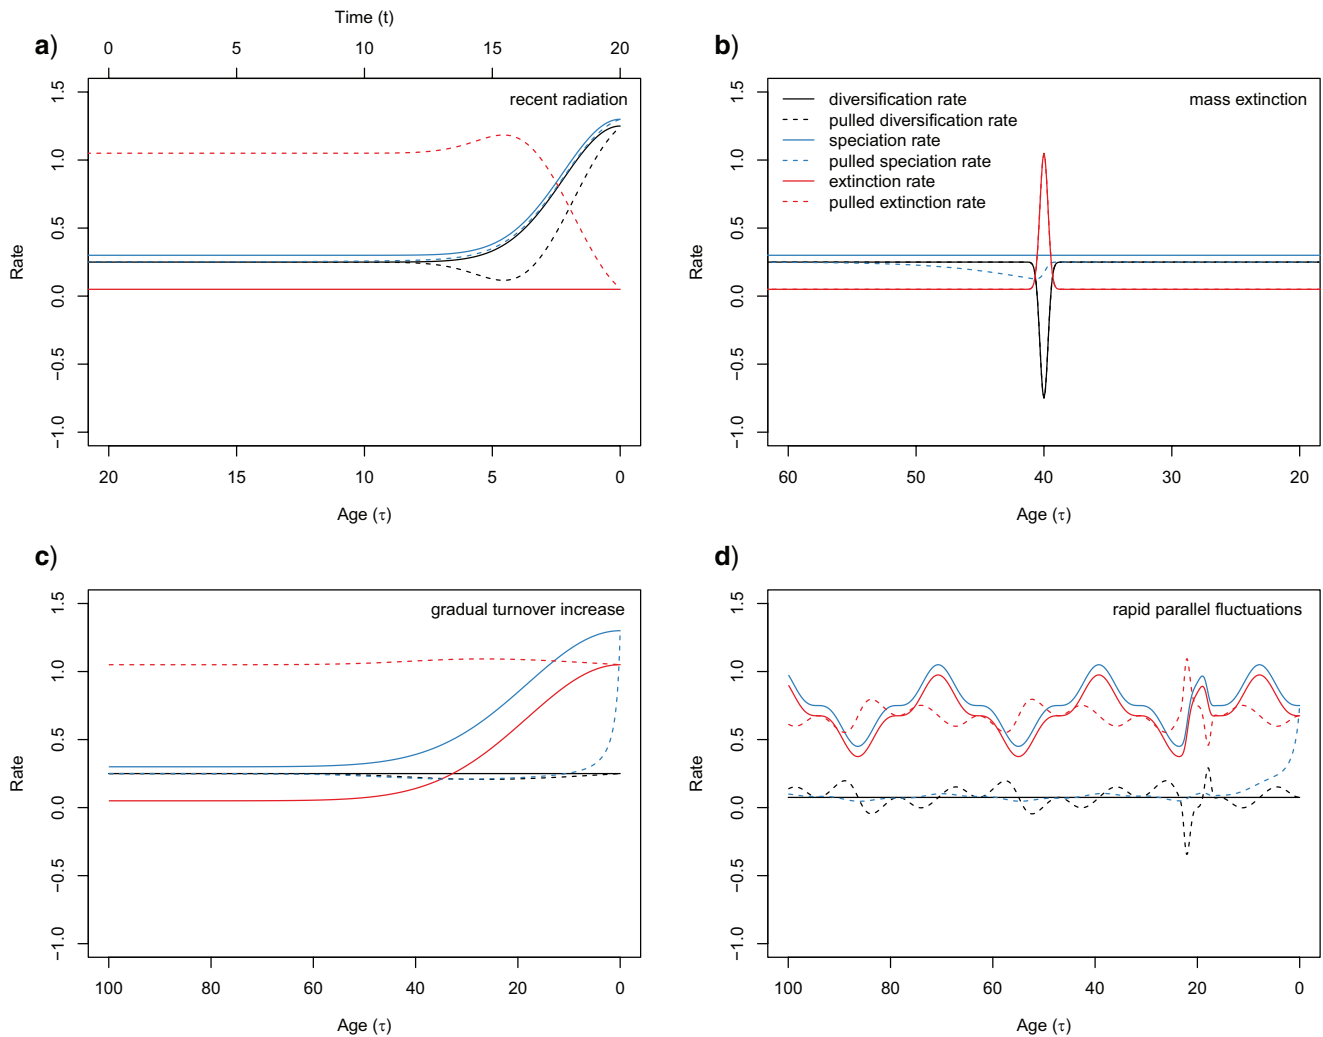 Time (t)
a)
0 5 10 15 20
recent radiation
1.5
1.0
0.5
0.0
−0.5
−1.0
Rate
20 15 10 5 0
Age (τ)
b)
diversification rate
pulled diversification rate
speciation rate
pulled speciation rate
extinction rate
pulled extinction rate
mass extinction
1.5
1.0
0.5
0.0
−0.5
−1.0
Rate
60 50 40 30 20
Age (τ)
c)
gradual turnover increase
1.5
1.0
0.5
0.0
−0.5
−1.0
Rate
100 80 60 40 20 0
Age (τ)
d)
rapid parallel fluctuations
1.5
1.0
0.5
0.0
−0.5
−1.0
Rate
100 80 60 40 20 0
Age (τ)